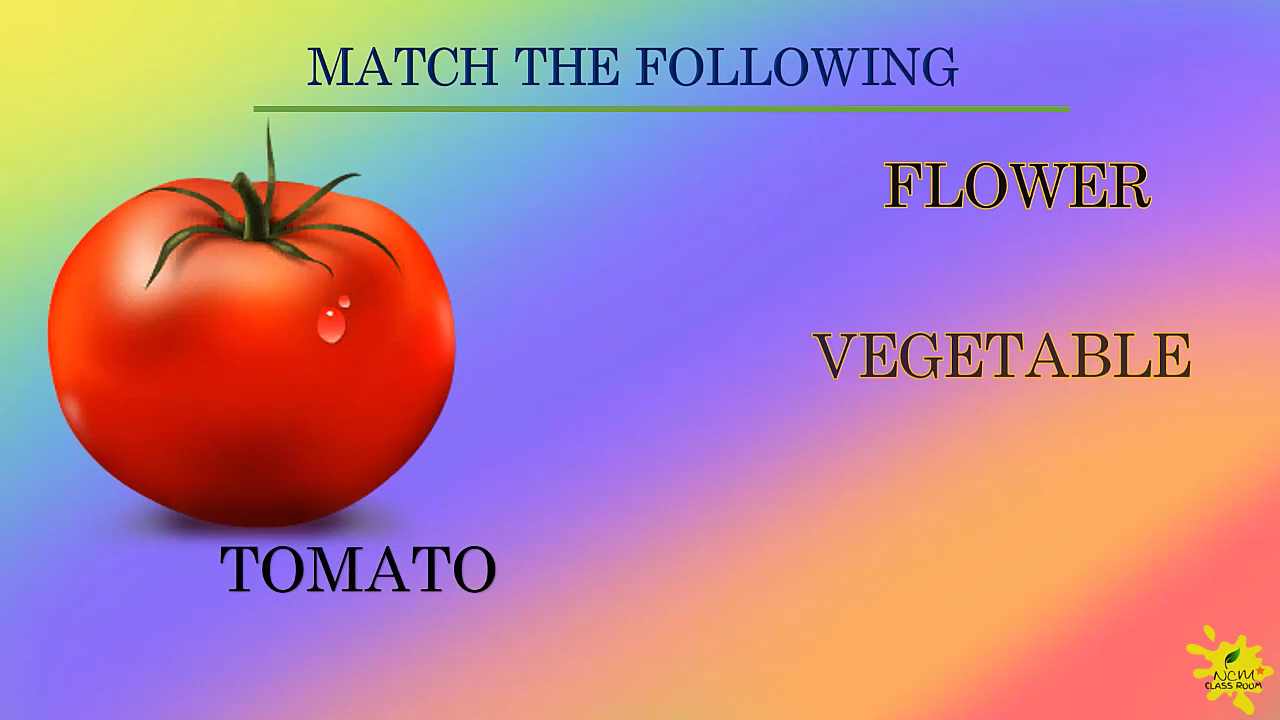 MATCH THE FOLLOWING
FLOWER
VEGETABLE
TOMATO
NCM
CLASS ROOM